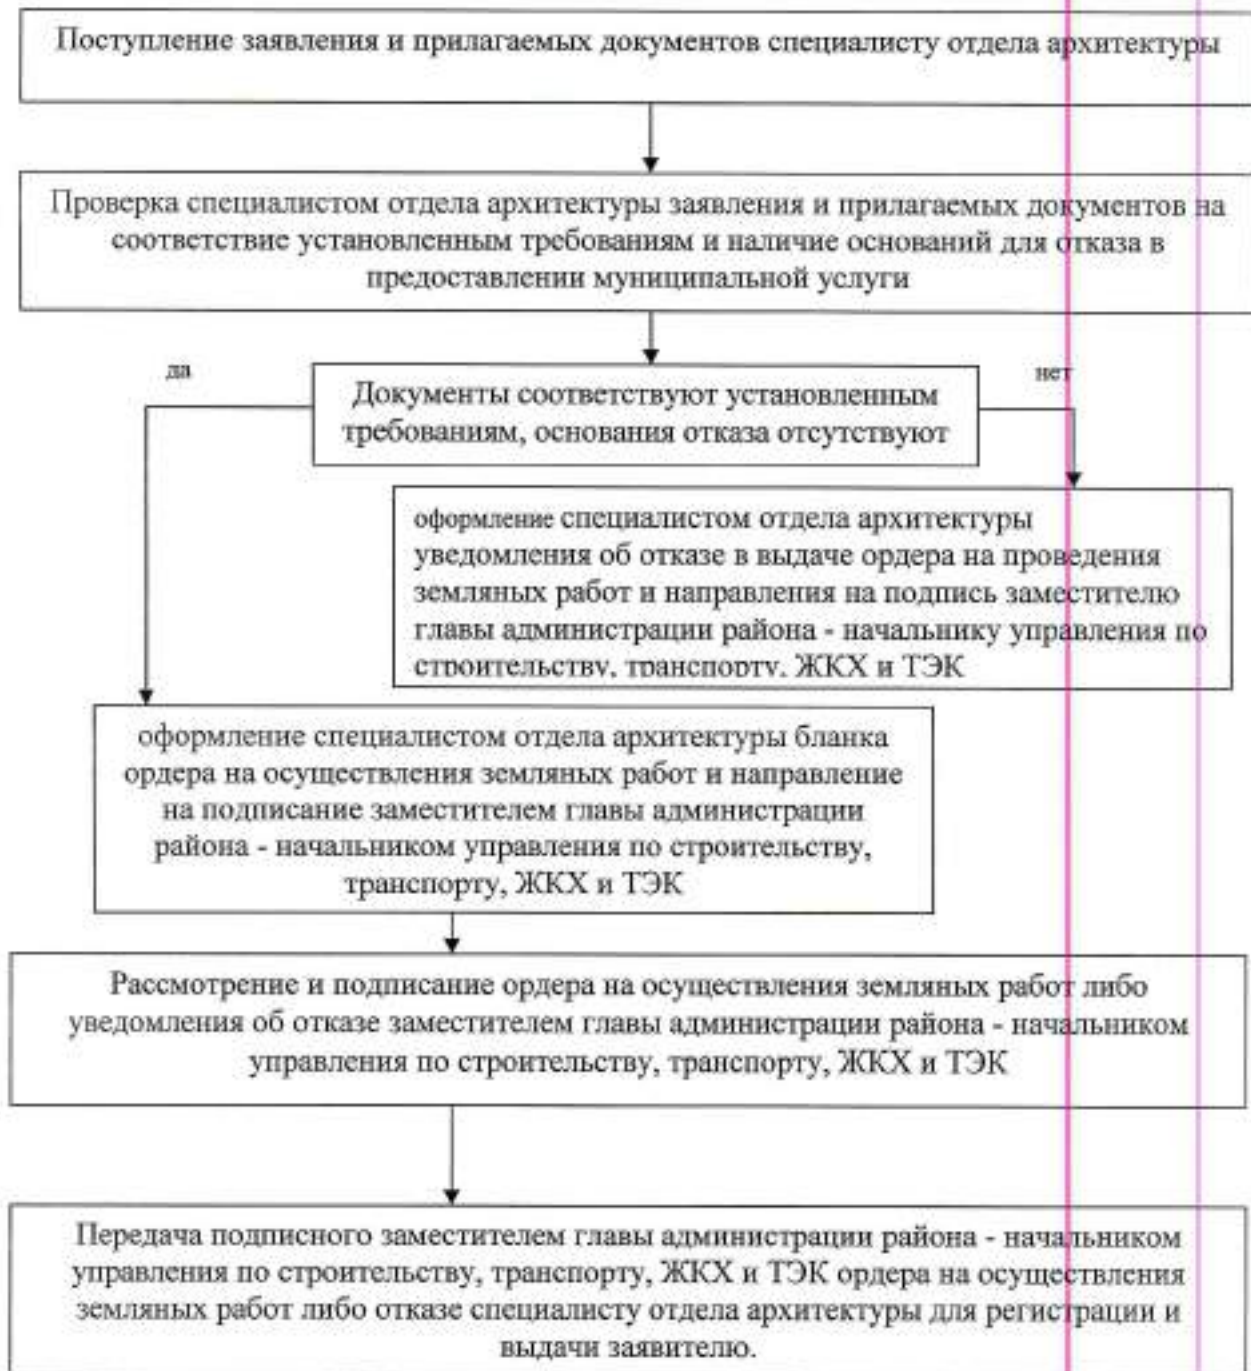 Поступление заявления и прилагаемых документов специалисту отдела архитектуры
Проверка специалистом отдела архитектуры заявления и прилагаемых документов на
соответствие установленным требованиям и наличие оснований для отказа в
предоставлении муниципальной услуги
да
нет
Документы соответствуют установленным
требованиям, основания отказа отсутствуют
оформление специалистом отдела архитектуры
уведомления об отказе в выдаче ордера на проведения
земляных работ и направления на подпись заместителю
главы администрации района - начальнику управления по
строительству, транспорту, ЖКХ и ТЭК
оформление специалистом отдела архитектуры бланка
ордера на осуществления земляных работ и направление
на подписание заместителем главы администрации
района - начальником управления по строительству,
транспорту, ЖКХ и ТЭК
Рассмотрение и подписание ордера на осуществления земляных работ либо
уведомления об отказе заместителем главы администрации района - начальником
управления по строительству, транспорту, ЖКХ и ТЭК
Передача подписного заместителем главы администрации района - начальником
управления по строительству, транспорту, ЖКХ и ТЭК ордера на осуществления
земляных работ либо отказе специалисту отдела архитектуры для регистрации и
выдачи заявителю.